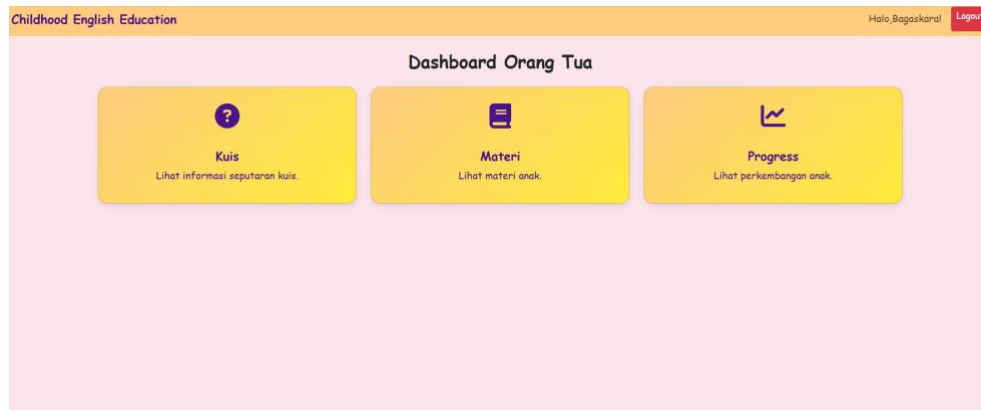 Childhood English Education
Halo,Bagaskara!
Logout
Dashboard Orang Tua
Kuis
Lihat informasi seputaran kuis.
Materi
Lihat materi anak.
Progress
Lihat perkembangan anak.